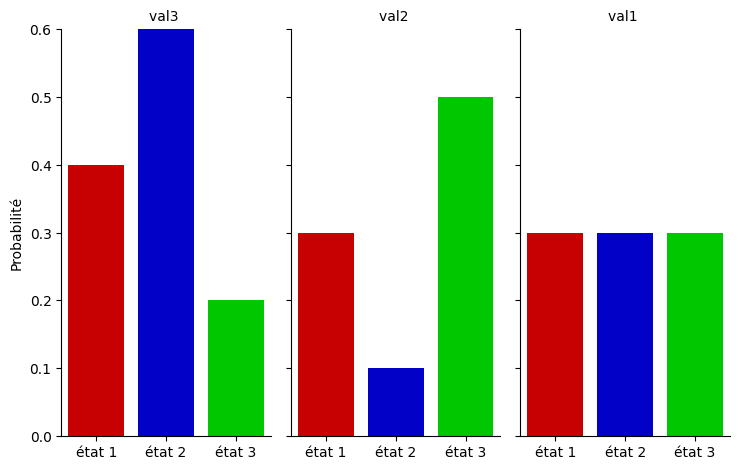 val3 val2 val1
Probabilité
0.6
0.5
0.4
0.3
0.2
0.1
0.0
état 1 état 2 état 3 état 1 état 2 état 3 état 1 état 2 état 3